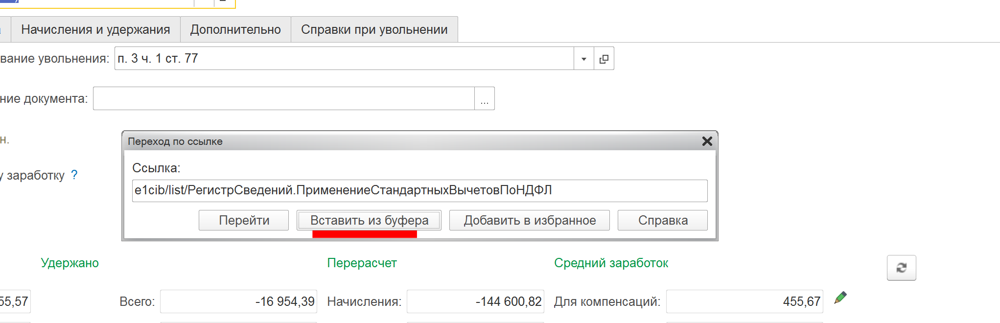 Начисления и удержания Дополнительно Справки при увольнении
вание увольнения: п. 3 ч. 1 ст. 77
ние документа: ...
н.
Переход по ссылке
у заработку ?
Ссылка:
e1cib/list/РегистрСведений.ПрименениеСтандартныхВычетовПоНДФЛ
Перейти Вставить из буфера Добавить в избранное Справка
Удержано Перерасчет Средний заработок
55,57 Всего: -16 954,39 Начисления: -144 600,82 Для компенсаций: 455,67